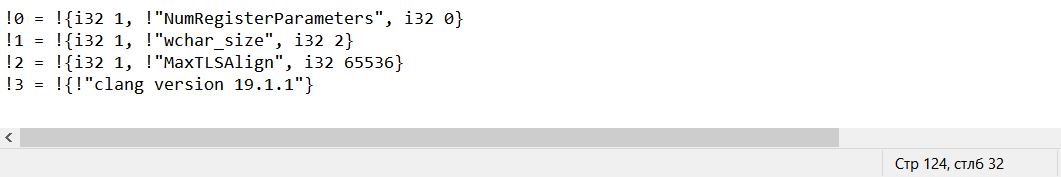 !0 = !{i32 1, !"NumRegisterParameters", i32 0}
!1 = !{i32 1, !"wchar_size", i32 2}
!2 = !{i32 1, !"MaxTLSAlign", i32 65536}
!3 = !{!"clang version 19.1.1"}
Стр 124, стлб 32